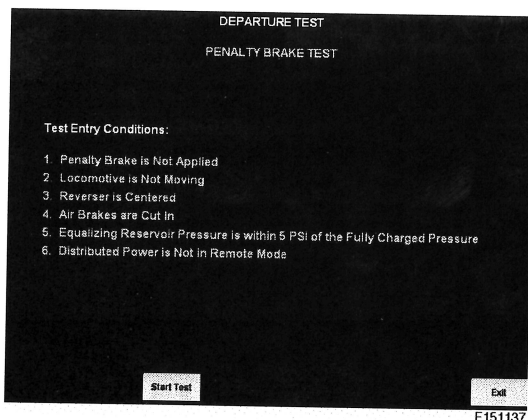 DEPARTURE TEST
PENALTY BRAKE TEST
Test Entry Conditions:
1. Penalty Brake is Not Applied
2. Locomotive is Not Moving
3. Reverser is Centered
4. Air Brakes are Cut In
5. Equalizing Reservoir Pressure is within 5 PSI of the Fully Charged Pressure
6. Distributed Power is Not in Remote Mode
Start Test
Exit
F151137